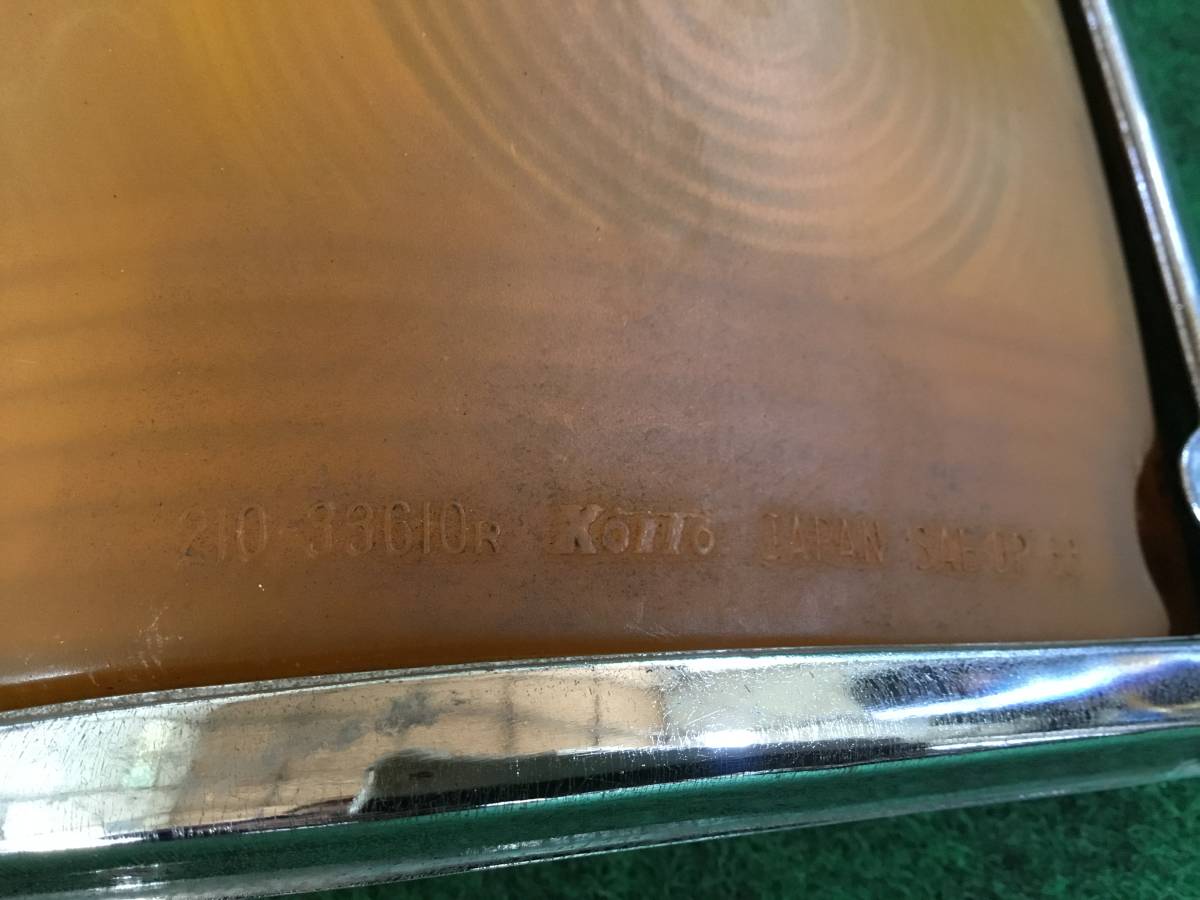 210-33610R KOITO JAPAN SAE